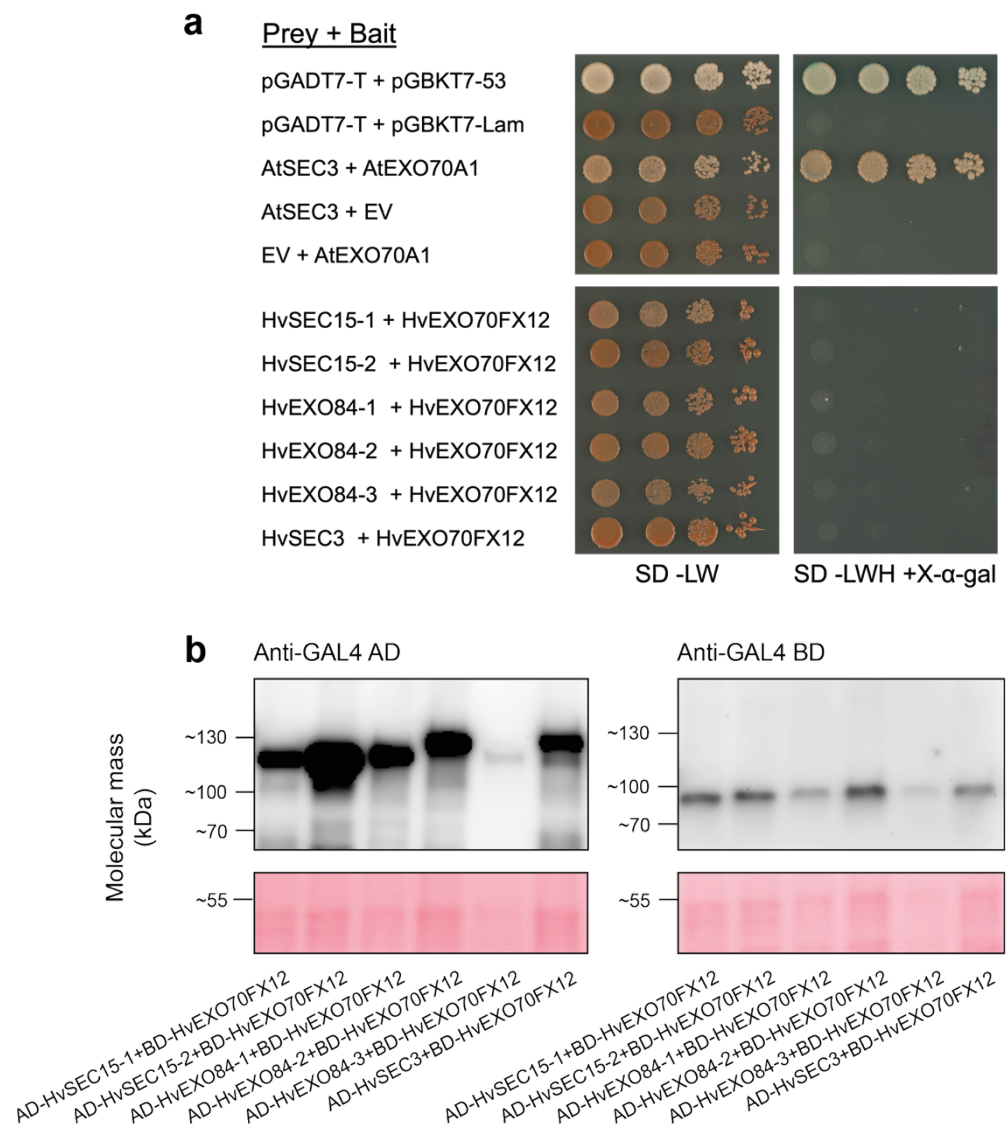 a
Prey + Bait
pGADT7-T + pGBKT7-53
pGADT7-T + pGBKT7-Lam
AtSEC3 + AtEXO70A1
AtSEC3 + EV
EV + AtEXO70A1
HvSEC15-1 + HvEXO70FX12
HvSEC15-2 + HvEXO70FX12
HvEXO84-1 + HvEXO70FX12
HvEXO84-2 + HvEXO70FX12
HvEXO84-3 + HvEXO70FX12
HvSEC3 + HvEXO70FX12
SD -LW
SD -LWH +X-α-gal
b
Anti-GAL4 AD
Anti-GAL4 BD
Molecular mass
(kDa)
~130
~100
~70
~55
~130
~100
~70
~55
AD-HvSEC15-1+BD-HvEXO70FX12
AD-HvSEC15-2+BD-HvEXO70FX12
AD-HvEXO84-1+BD-HvEXO70FX12
AD-HvEXO84-2+BD-HvEXO70FX12
AD-HvEXO84-3+BD-HvEXO70FX12
AD-HvSEC3+BD-HvEXO70FX12
AD-HvSEC15-1+BD-HvEXO70FX12
AD-HvSEC15-2+BD-HvEXO70FX12
AD-HvEXO84-1+BD-HvEXO70FX12
AD-HvEXO84-2+BD-HvEXO70FX12
AD-HvEXO84-3+BD-HvEXO70FX12
AD-HvSEC3+BD-HvEXO70FX12